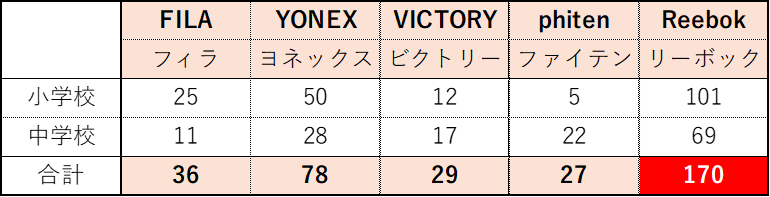 FILA YONEX VICTORY phiten Reebok
フィラ ヨネックス ビクトリー ファイテン リーボック
小学校 25 50 12 5 101
中学校 11 28 17 22 69
合計 36 78 29 27 170